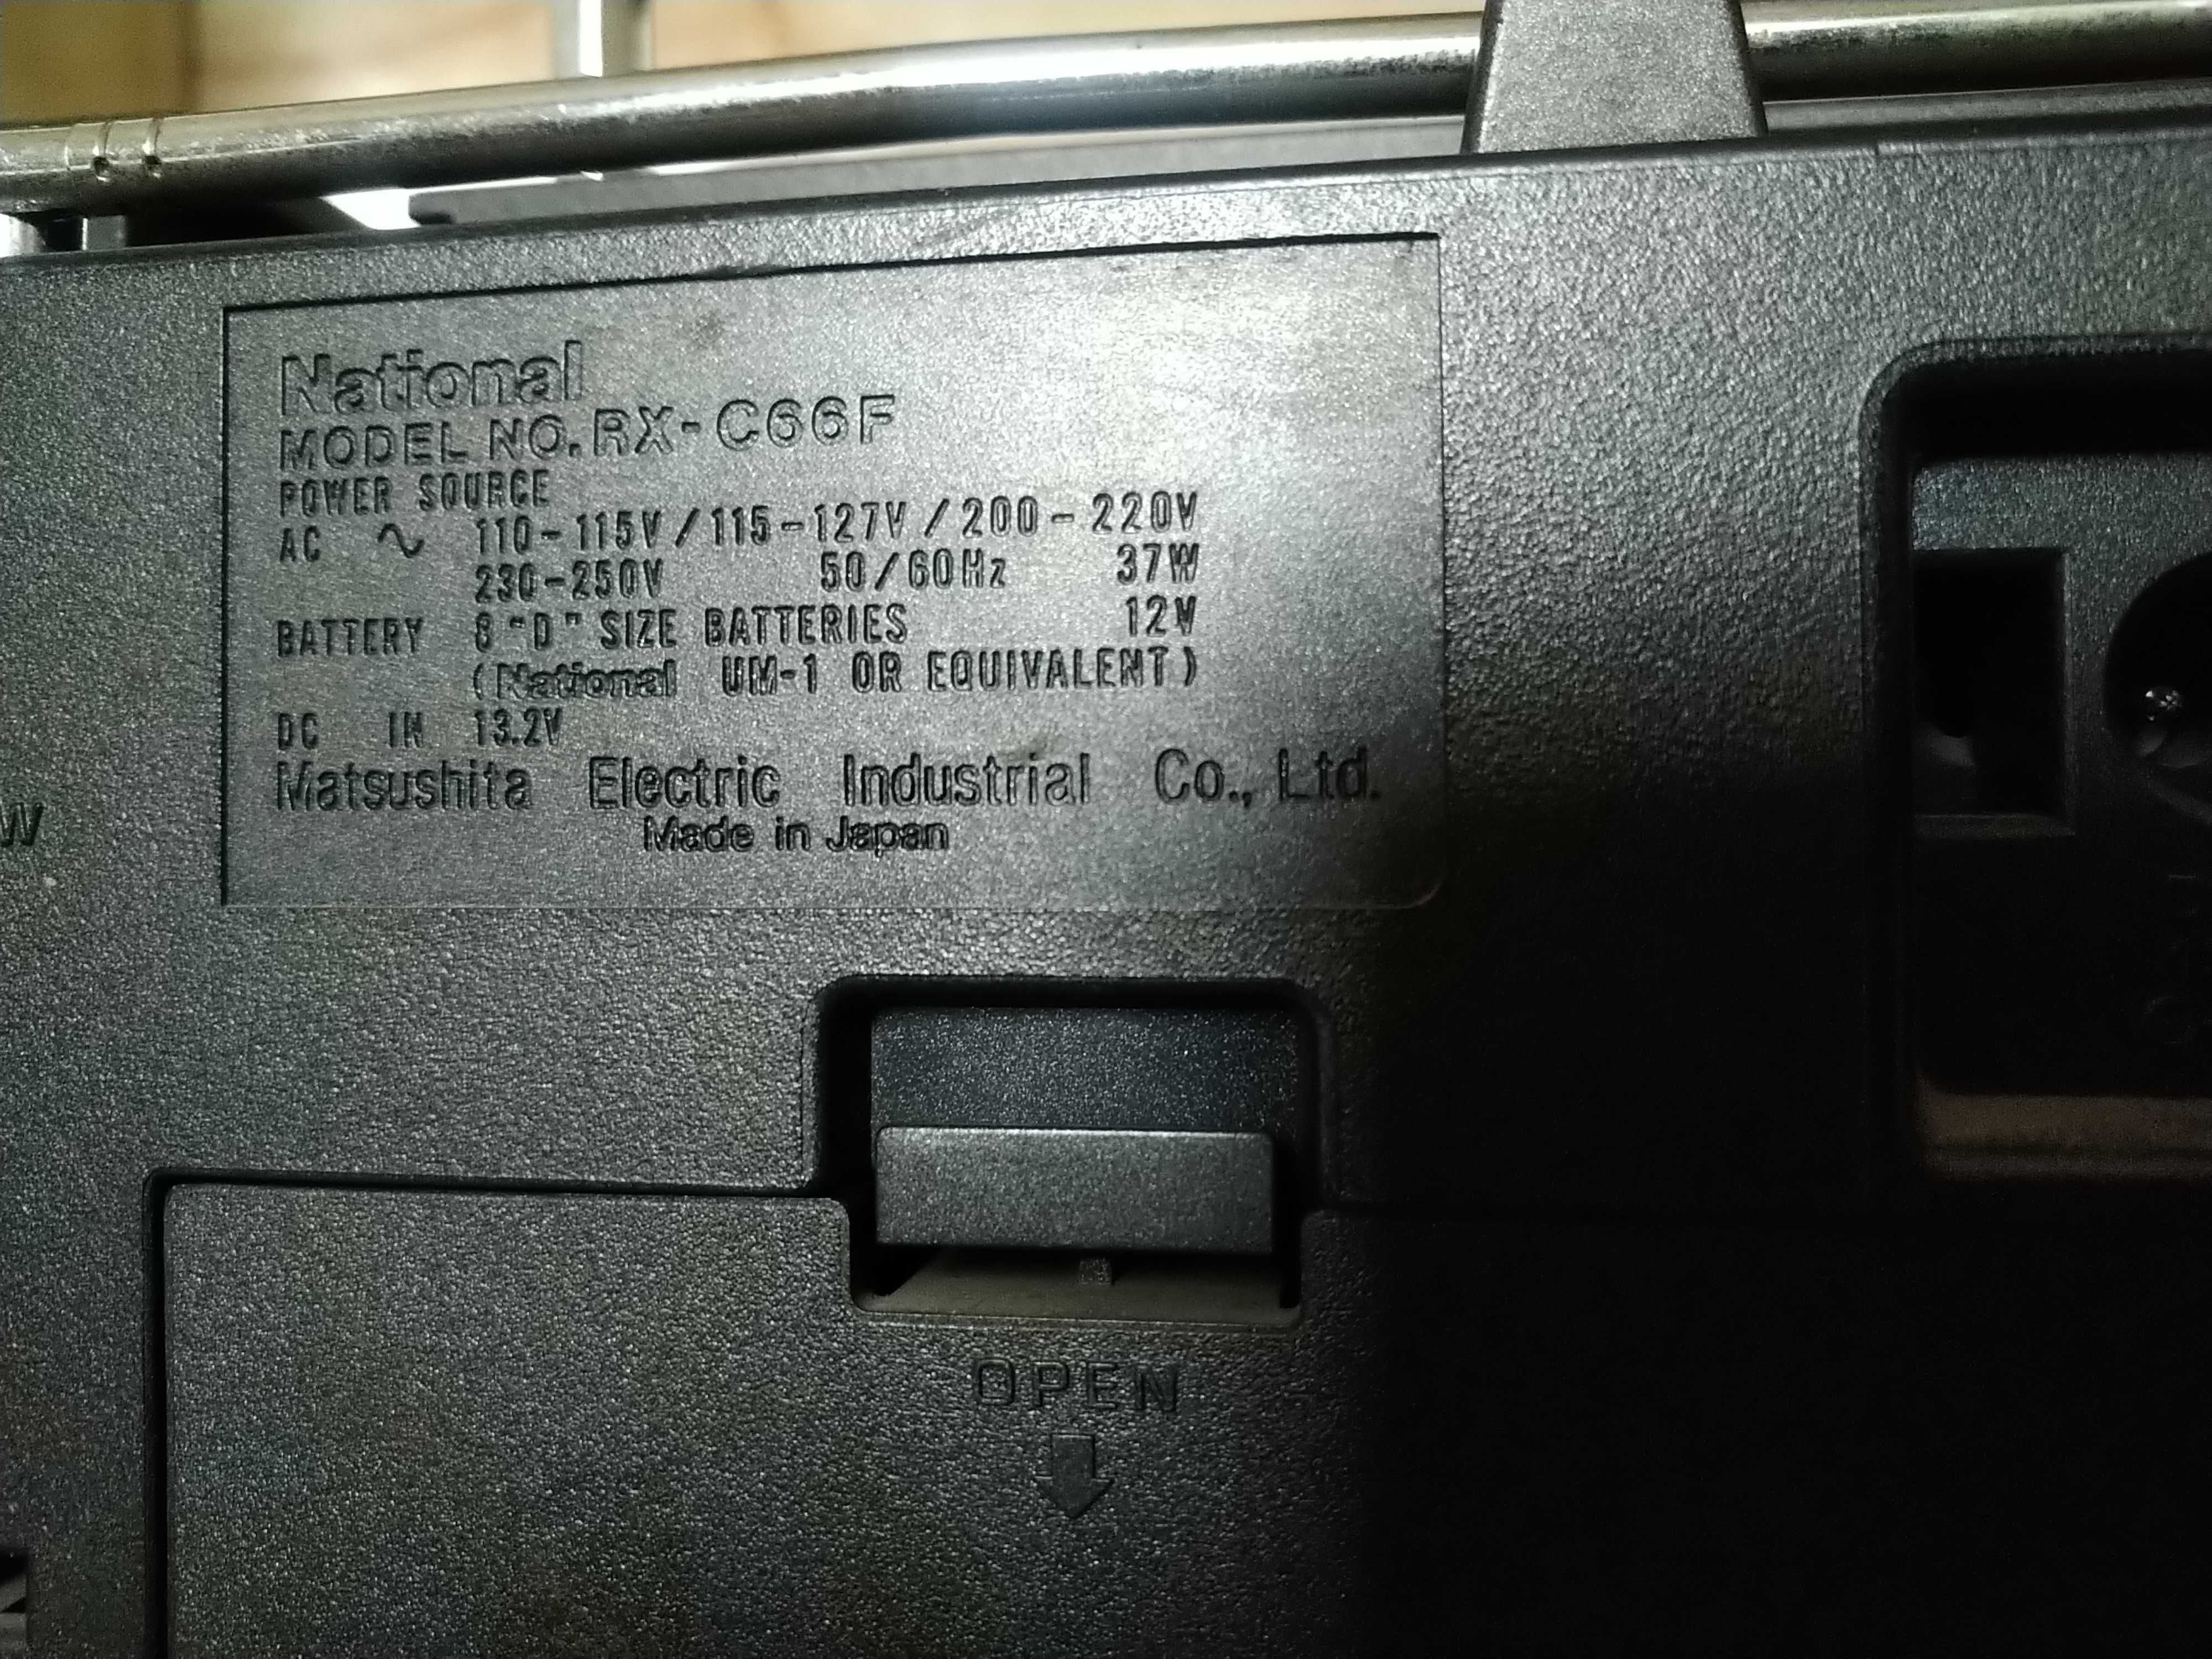 National
MODEL NO. RX-C66F
POWER SOURCE
AC ∿ 110-115V/115-127V/200-220V
230-250V 50/60Hz 37W
BATTERY 8 "D" SIZE BATTERIES 12V
(National UM-1 OR EQUIVALENT)
DC IN 13.2V
Matsushita Electric Industrial Co., Ltd.
Made in Japan
W
OPEN